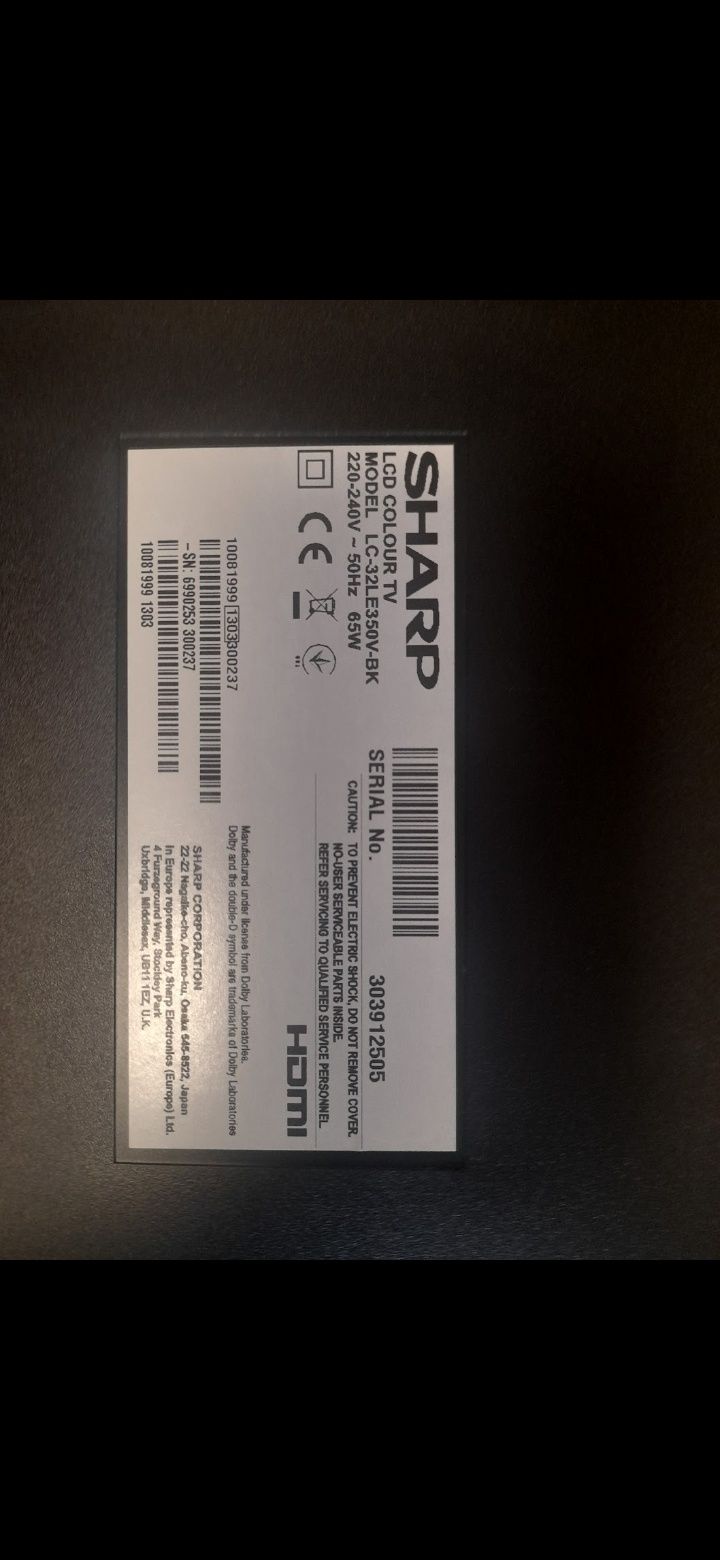 SHARP
LCD COLOUR TV
MODEL LC-32LE350V-BK
220-240V ~ 50Hz 65W
SERIAL No. 303912505
CAUTION: TO PREVENT ELECTRIC SHOCK, DO NOT REMOVE COVER.
NO-USER SERVICEABLE PARTS INSIDE.
REFER SERVICING TO QUALIFIED SERVICE PERSONNEL.
CE
HDMI
10081999 1303300237
- SN: 6990253 300237
10081999 1303
Manufactured under license from Dolby Laboratories.
Dolby and the double-D symbol are trademarks of Dolby Laboratories
SHARP CORPORATION
22-22 Nagaike-cho, Abeno-ku, Osaka 545-8522, Japan
In Europe represented by Sharp Electronics (Europe) Ltd.
4 Furzeground Way, Stockley Park
Uxbridge, Middlesex, UB11 1EZ, U.K.